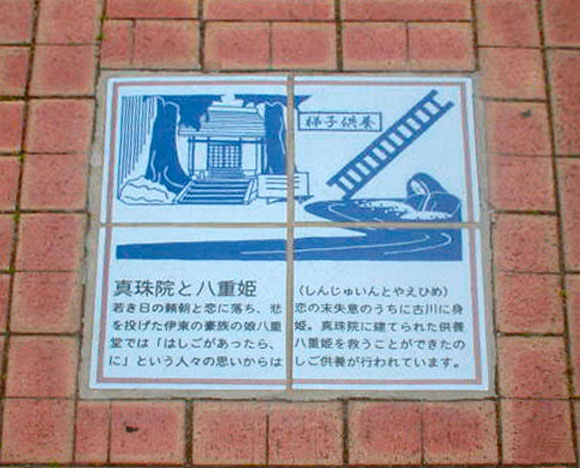 梯子供養
真珠院と八重姫 (しんじゅいんとやえひめ)
若き日の頼朝と恋に落ち、悲恋の末失意のうちに古川に身
を投げた伊東の豪族の娘八重姫。真珠院に建てられた供養
堂では「はしごがあったら、八重姫を救うことができたの
に」という人々の思いからはしご供養が行われています。